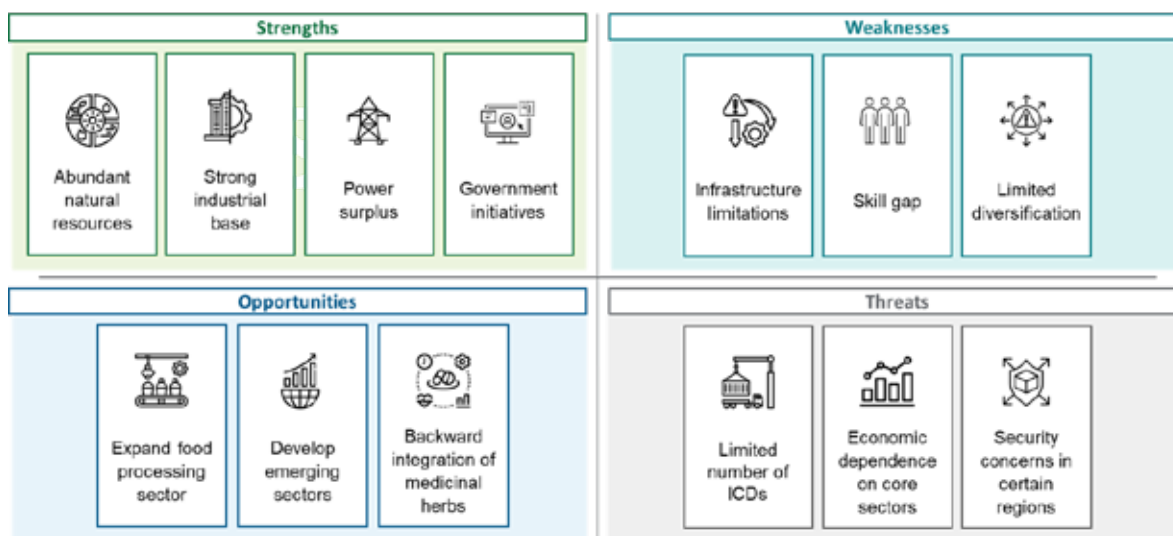 Strengths
Abundant
natural
resources
Strong
industrial
base
Power
surplus
Government
initiatives
Weaknesses
Infrastructure
limitations
Skill gap
Limited
diversification
Opportunities
Expand food
processing
sector
Develop
emerging
sectors
Backward
integration of
medicinal
herbs
Threats
Limited
number of
ICDs
Economic
dependence
on core
sectors
Security
concerns in
certain
regions